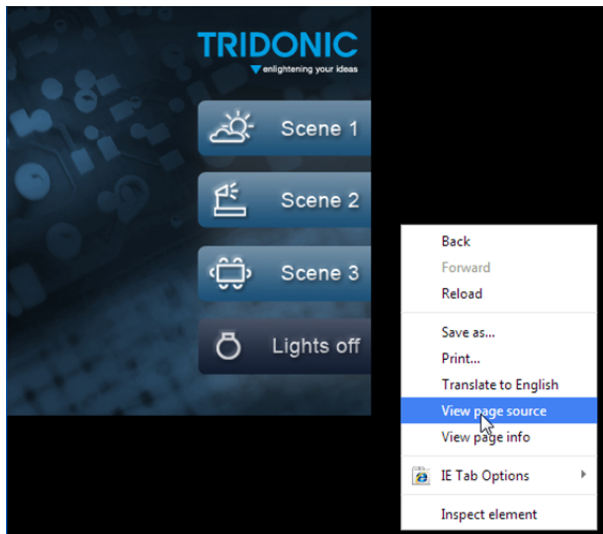 TRIDONIC
enlightening your ideas
Scene 1
Scene 2
Scene 3
Lights off
Back
Forward
Reload
Save as...
Print...
Translate to English
View page source
View page info
IE Tab Options
Inspect element